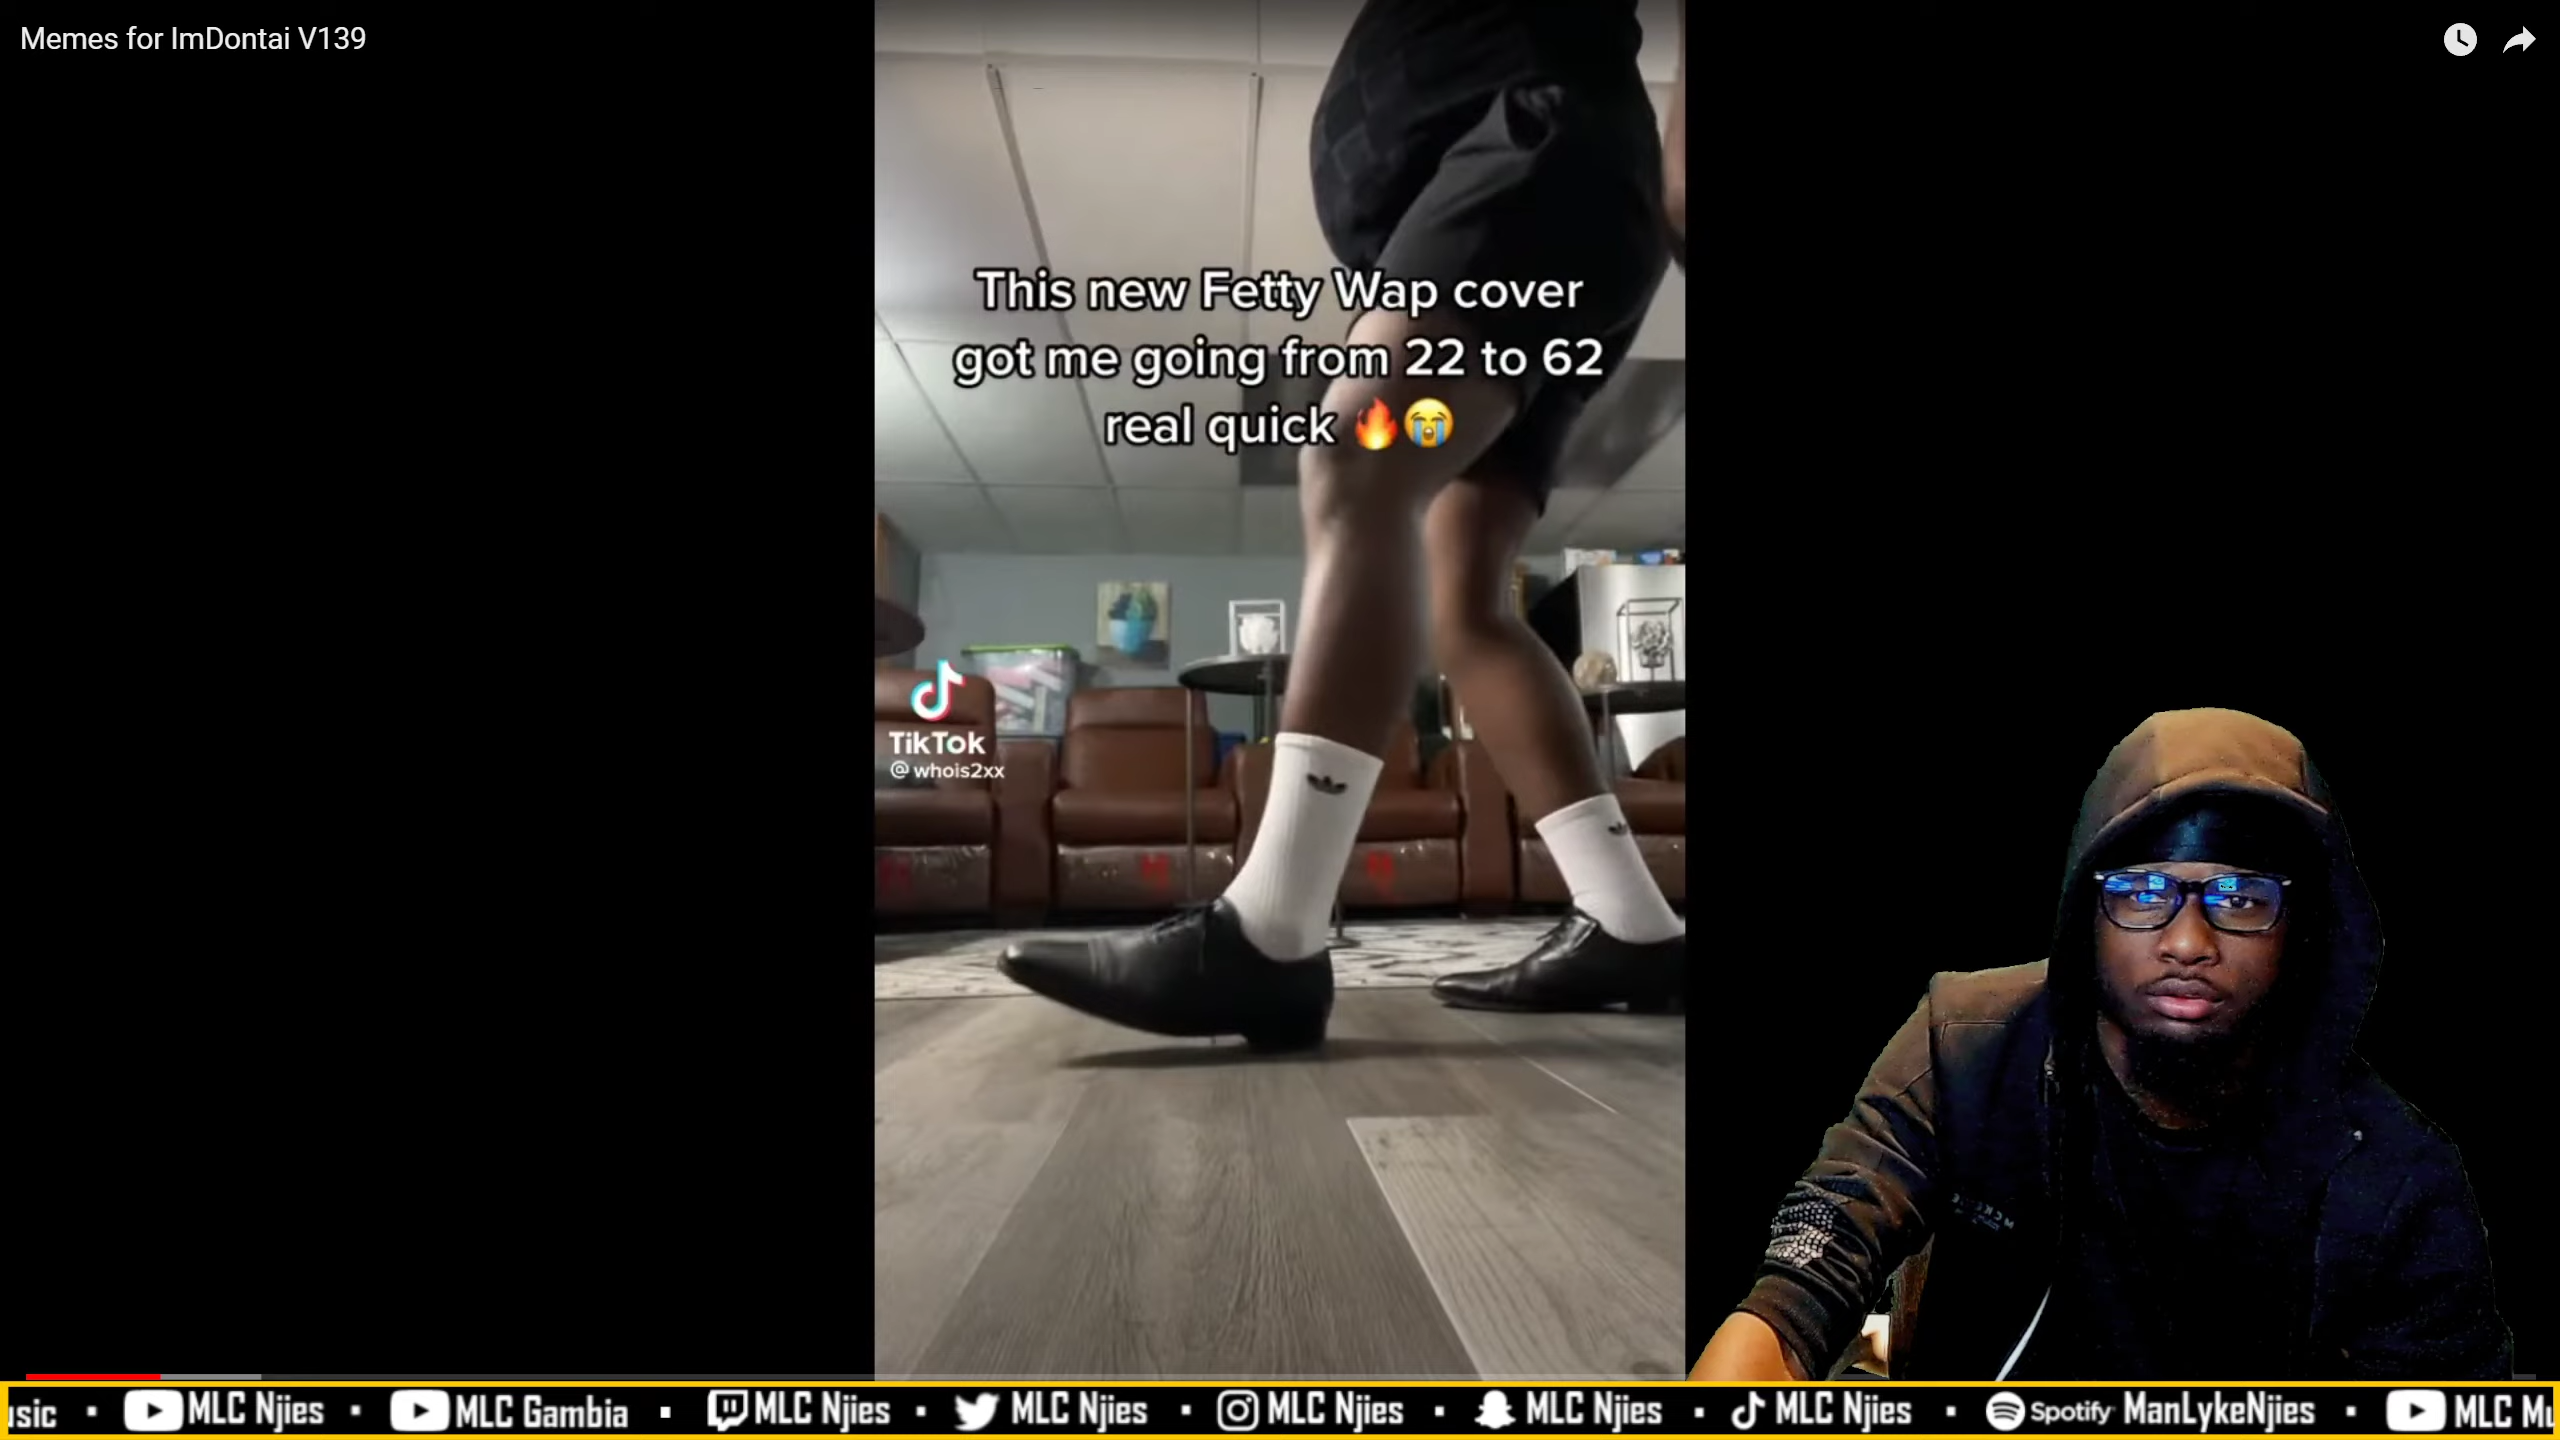 Memes for ImDontai V139
This new Fetty Wap cover
got me going from 22 to 62
real quick 🔥😭
TikTok
@whois2xx
usic · MLC Njies · MLC Gambia · MLC Njies · MLC Njies · MLC Njies · MLC Njies · MLC Njies · Spotify ManLykeNjies · MLC Mu